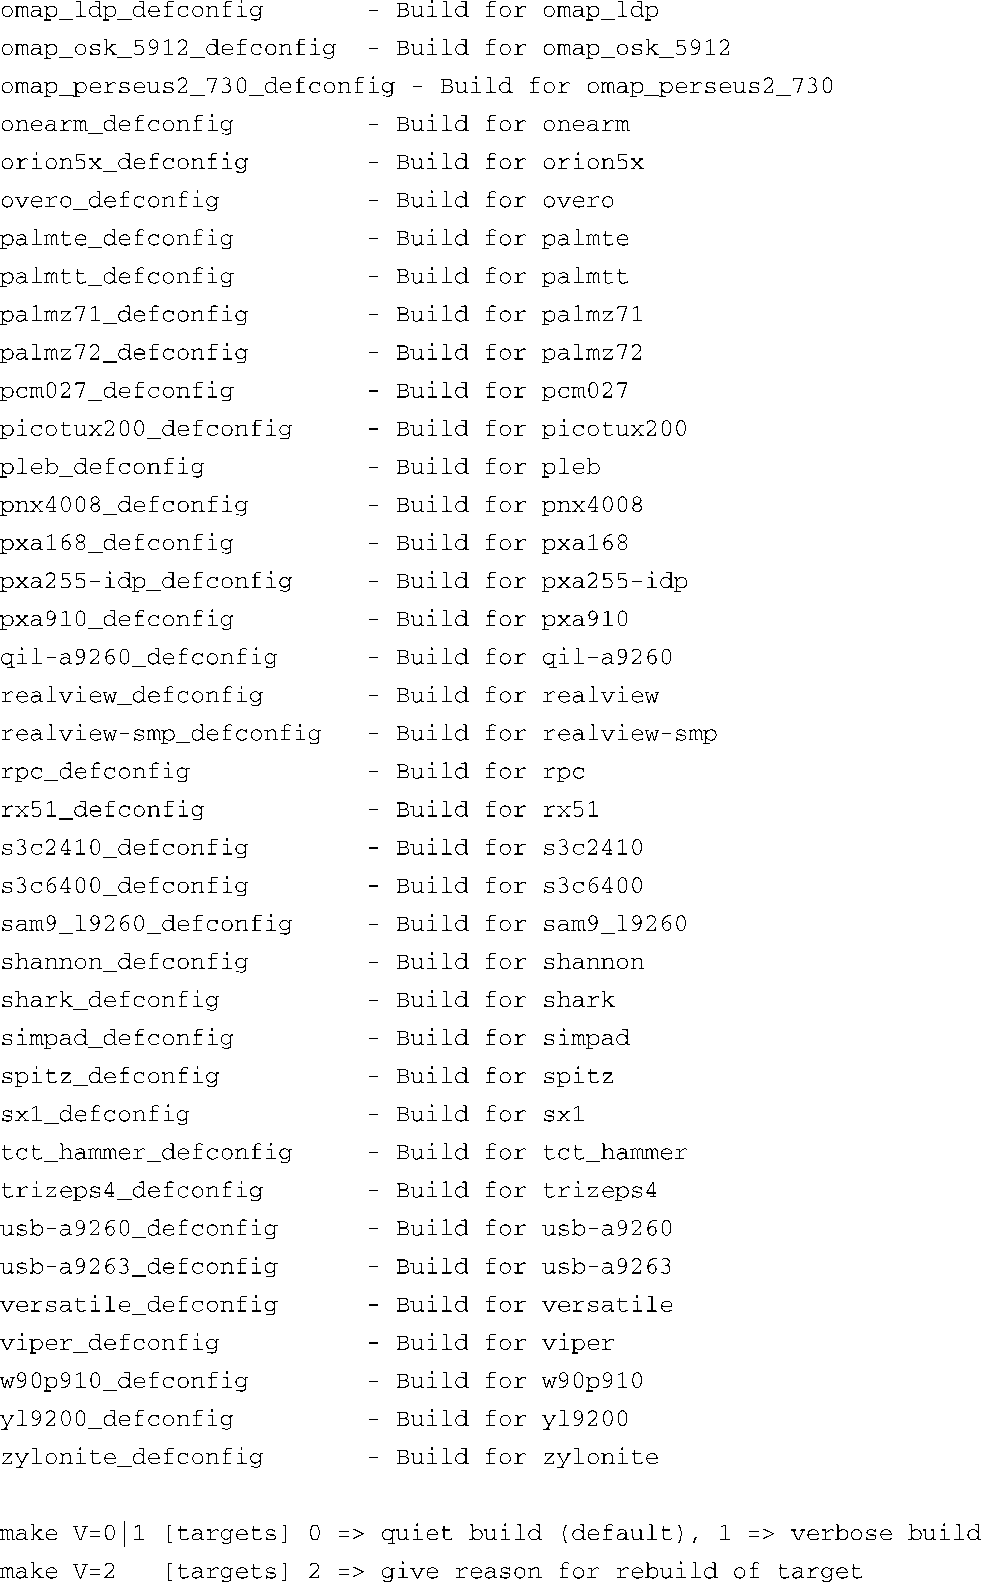 omap_ldp_defconfig       - Build for omap_ldp
omap_osk_5912_defconfig  - Build for omap_osk_5912
omap_perseus2_730_defconfig - Build for omap_perseus2_730
onearm_defconfig         - Build for onearm
orion5x_defconfig        - Build for orion5x
overo_defconfig          - Build for overo
palmte_defconfig         - Build for palmte
palmtt_defconfig         - Build for palmtt
palmz71_defconfig        - Build for palmz71
palmz72_defconfig        - Build for palmz72
pcm027_defconfig         - Build for pcm027
picotux200_defconfig     - Build for picotux200
pleb_defconfig           - Build for pleb
pnx4008_defconfig        - Build for pnx4008
pxa168_defconfig         - Build for pxa168
pxa255-idp_defconfig     - Build for pxa255-idp
pxa910_defconfig         - Build for pxa910
qil-a9260_defconfig      - Build for qil-a9260
realview_defconfig       - Build for realview
realview-smp_defconfig   - Build for realview-smp
rpc_defconfig            - Build for rpc
rx51_defconfig           - Build for rx51
s3c2410_defconfig        - Build for s3c2410
s3c6400_defconfig        - Build for s3c6400
sam9_l9260_defconfig     - Build for sam9_l9260
shannon_defconfig        - Build for shannon
shark_defconfig          - Build for shark
simpad_defconfig         - Build for simpad
spitz_defconfig          - Build for spitz
sx1_defconfig            - Build for sx1
tct_hammer_defconfig     - Build for tct_hammer
trizeps4_defconfig       - Build for trizeps4
usb-a9260_defconfig      - Build for usb-a9260
usb-a9263_defconfig      - Build for usb-a9263
versatile_defconfig      - Build for versatile
viper_defconfig          - Build for viper
w90p910_defconfig        - Build for w90p910
yl9200_defconfig         - Build for yl9200
zylonite_defconfig       - Build for zylonite
make V=0|1 [targets] 0 => quiet build (default), 1 => verbose build
make V=2   [targets] 2 => give reason for rebuild of target